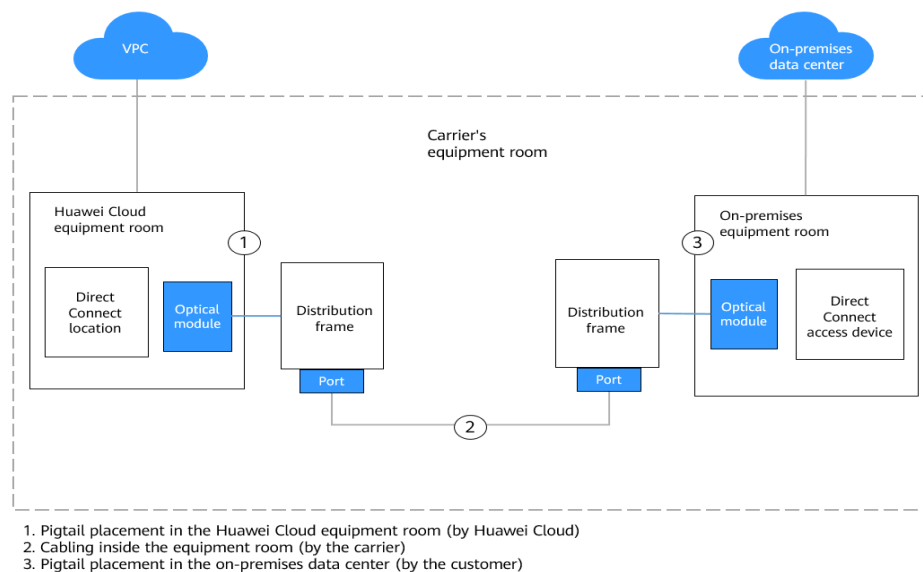 VPC
On-premises
data center
Carrier's
equipment room
Huawei Cloud
equipment room
On-premises
equipment room
1
3
Direct
Connect
location
Optical
module
Distribution
frame
Port
Distribution
frame
Port
Optical
module
Direct
Connect
access device
2
1. Pigtail placement in the Huawei Cloud equipment room (by Huawei Cloud)
2. Cabling inside the equipment room (by the carrier)
3. Pigtail placement in the on-premises data center (by the customer)